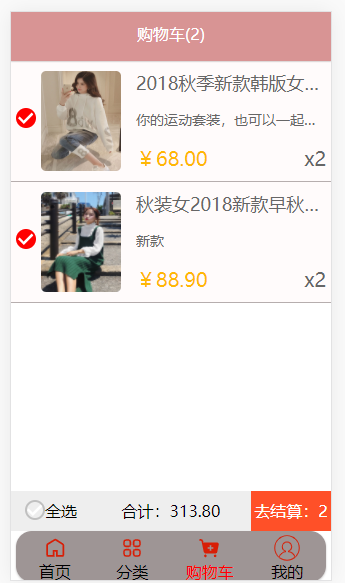 购物车(2)
2018秋季新款韩版女...
你的运动套装，也可以一起...
￥68.00 x2
秋装女2018新款早秋...
新款
￥88.90 x2
全选 合计：313.80 去结算：2
首页 分类 购物车 我的